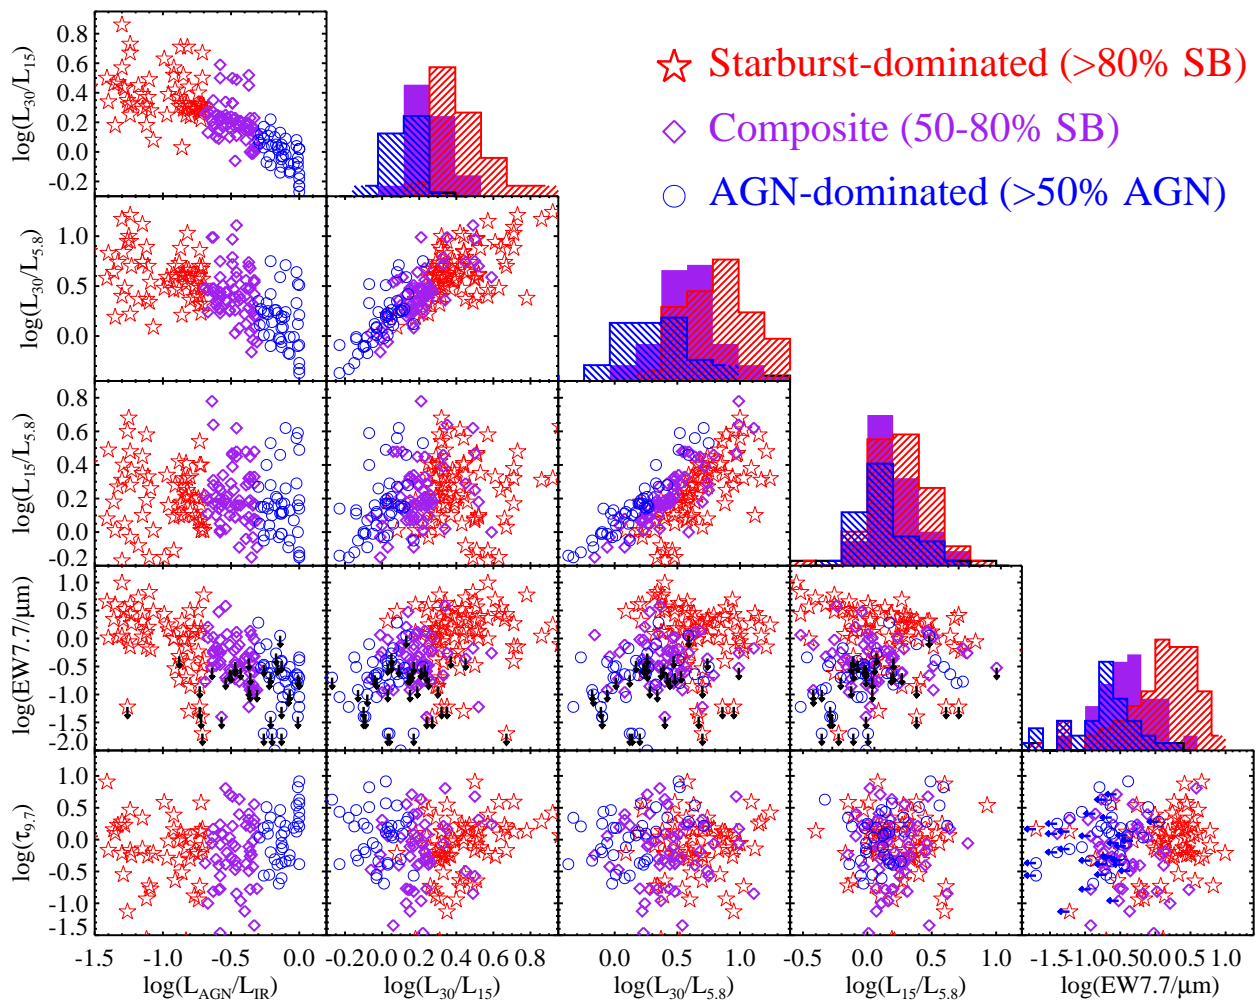 Starburst-dominated (>80% SB)
Composite (50-80% SB)
AGN-dominated (>50% AGN)
log(L30/L15)
0.8
0.6
0.4
0.2
0.0
-0.2
log(L30/L5.8)
1.0
0.5
0.0
log(L15/L5.8)
0.8
0.6
0.4
0.2
0.0
-0.2
log(EW7.7/μm)
1.0
0.5
0.0
-0.5
-1.0
-1.5
-2.0
log(τ9.7)
1.0
0.5
0.0
-0.5
-1.0
-1.5
-1.5 -1.0 -0.5 0.0
-0.2 0.0 0.2 0.4 0.6 0.8
0.0 0.5 1.0
-0.5 0.0 0.5 1.0
-1.5 -1.0 -0.5 0.0 0.5 1.0
log(LAGN/LIR)
log(L30/L15)
log(L30/L5.8)
log(L15/L5.8)
log(EW7.7/μm)